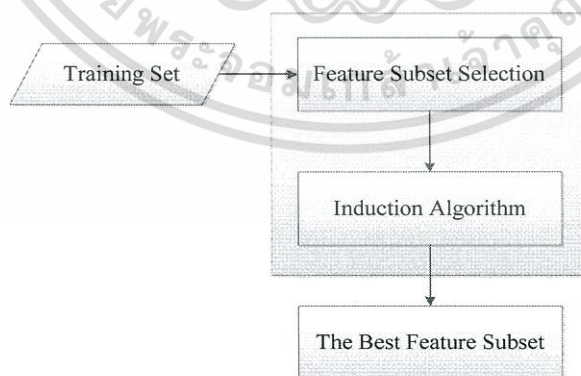 Training Set
Feature Subset Selection
Induction Algorithm
The Best Feature Subset